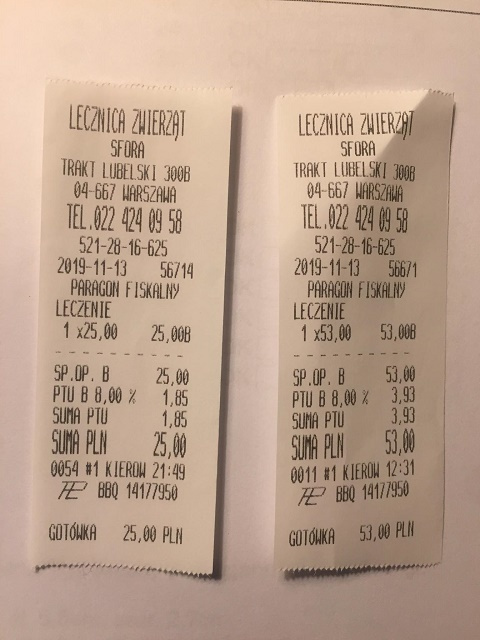 LECZNICA ZWIERZĄT
SFORA
TRAKT LUBELSKI 300B
04-667 WARSZAWA
TEL.022 424 09 58
521-28-16-625
2019-11-13 56714
PARAGON FISKALNY
LECZENIE
1 x25,00 25,00B
- - - - - - - - - -
SP.OP. B 25,00
PTU B 8,00 % 1,85
SUMA PTU 1,85
SUMA PLN 25,00
0054 #1 KIEROW 21:49
BBQ 14177950
GOTÓWKA 25,00 PLN
LECZNICA ZWIERZĄT
SFORA
TRAKT LUBELSKI 300B
04-667 WARSZAWA
TEL.022 424 09 58
521-28-16-625
2019-11-13 56671
PARAGON FISKALNY
LECZENIE
1 x53,00 53,00B
- - - - - - - - - -
SP.OP. B 53,00
PTU B 8,00 % 3,93
SUMA PTU 3,93
SUMA PLN 53,00
0011 #1 KIEROW 12:31
BBQ 14177950
GOTÓWKA 53,00 PLN